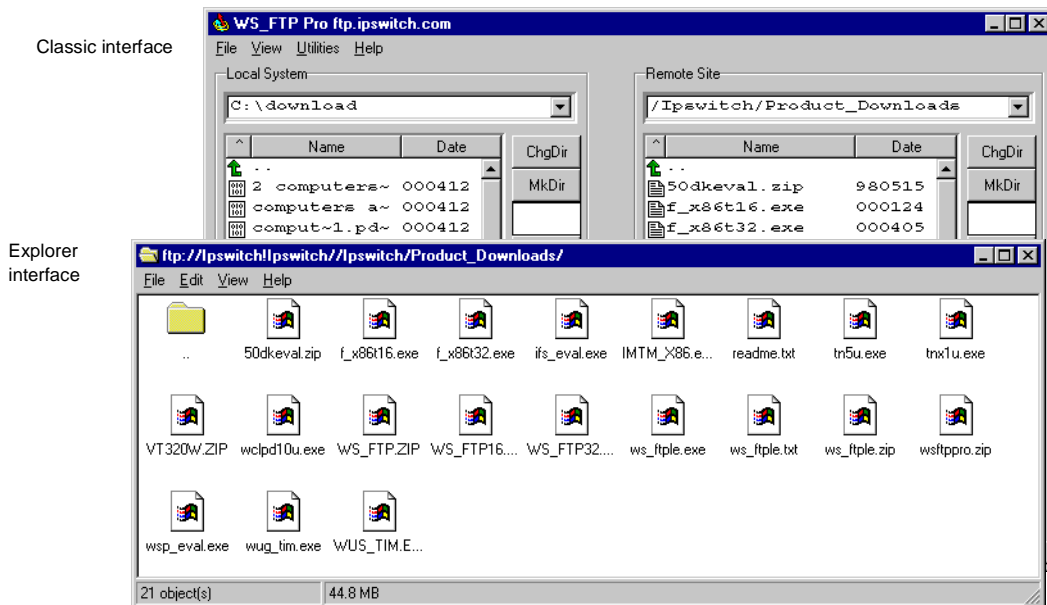 WS_FTP Pro ftp.ipswitch.com
Classic interface
File View Utilities Help
Local System Remote Site
C:\download /Ipswitch/Product_Downloads
^ Name Date ChgDir ^ Name Date ChgDir
.. ..
2 computers~ 000412 MkDir 50dkeval.zip 980515 MkDir
computers a~ 000412 f_x86t16.exe 000124
comput~1.pd~ 000412 f_x86t32.exe 000405
Explorer
interface
ftp://Ipswitch!Ipswitch//Ipswitch/Product_Downloads/
File Edit View Help
.. 50dkeval.zip f_x86t16.exe f_x86t32.exe ifs_eval.exe IMTM_X86.e... readme.txt tn5u.exe tnx1u.exe
VT320W.ZIP wclpd10u.exe WS_FTP.ZIP WS_FTP16.... WS_FTP32.... ws_ftple.exe ws_ftple.txt ws_ftple.zip wsftppro.zip
wsp_eval.exe wug_tim.exe WUS_TIM.E...
21 object(s) 44.8 MB